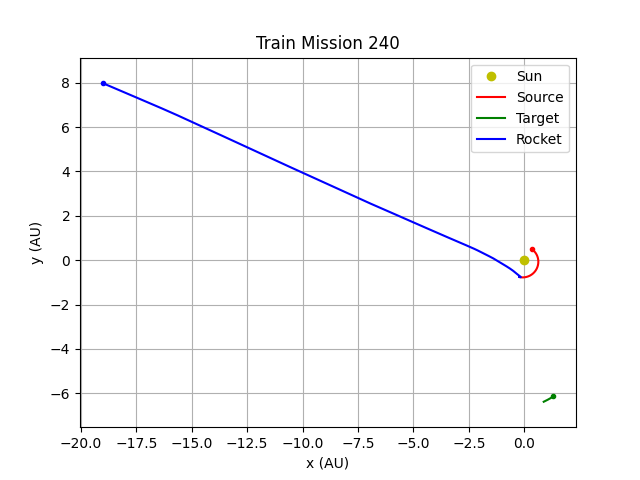 Train Mission 240
Sun
Source
Target
Rocket
8
6
4
2
0
−2
−4
−6
y (AU)
−20.0 −17.5 −15.0 −12.5 −10.0 −7.5 −5.0 −2.5 0.0
x (AU)